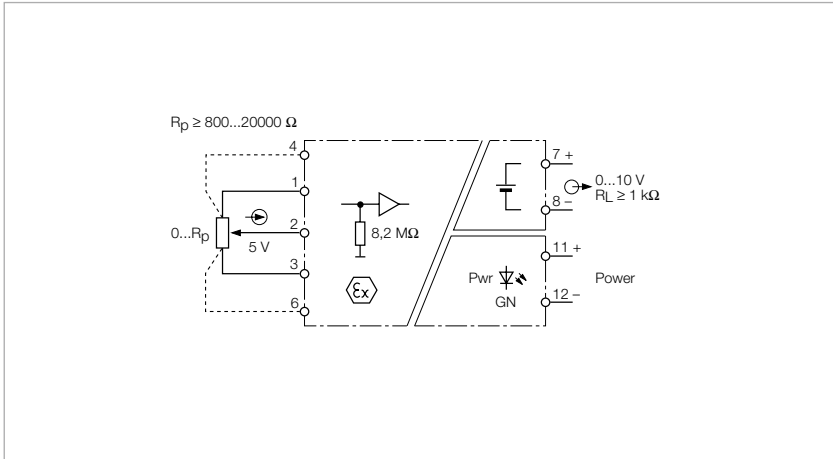 Rp ≥ 800...20000 Ω
4
1
2
3
6
0...Rp
5 V
8,2 MΩ
εx
7 +
8 –
0...10 V
RL ≥ 1 kΩ
11 +
12 –
Pwr
GN
Power